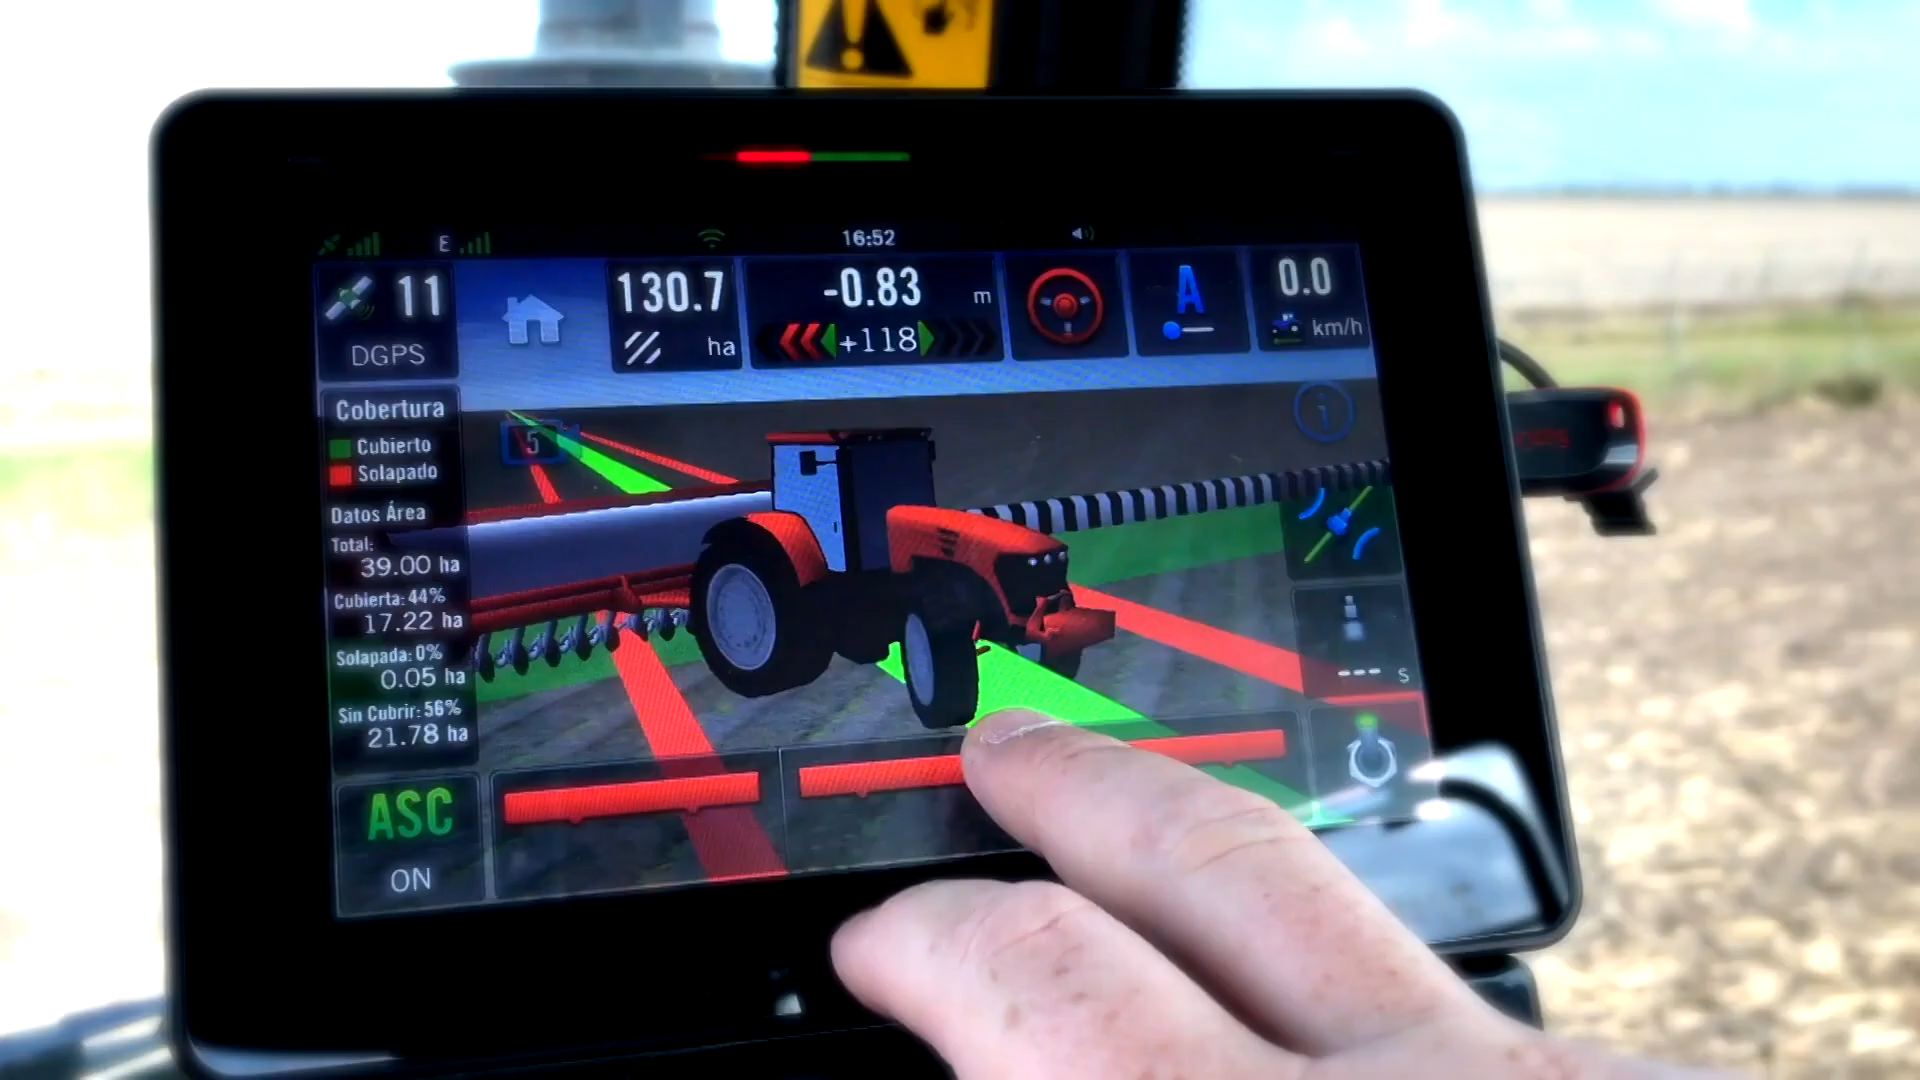 E
16:52
11
DGPS
130.7
ha
-0.83 m
+118
A
0.0
km/h
Cobertura
Cubierto
Solapado
5
Datos Área
Total:
39.00 ha
Cubierta: 44%
17.22 ha
Solapada: 0%
0.05 ha
Sin Cubrir: 56%
21.78 ha
--- s
ASC
ON